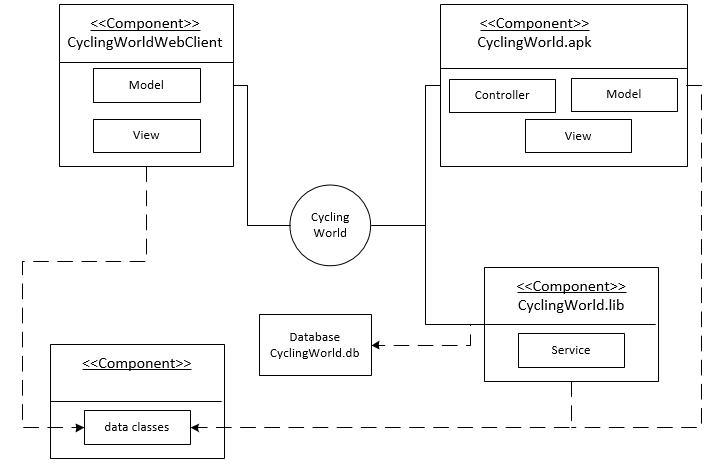 <<Component>>
CyclingWorldWebClient
Model
View
<<Component>>
CyclingWorld.apk
Controller
Model
View
Cycling
World
<<Component>>
CyclingWorld.lib
Service
Database
CyclingWorld.db
<<Component>>
data classes